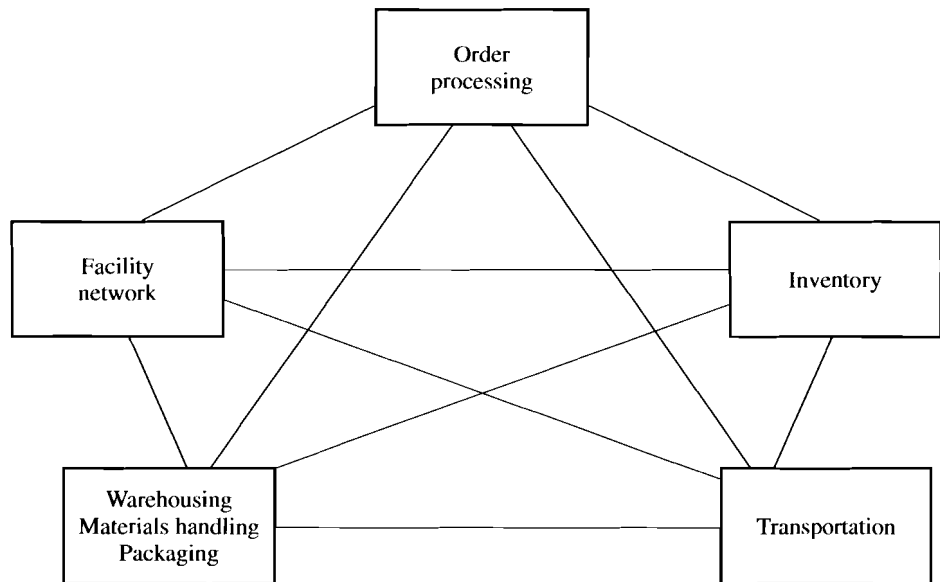 Order
processing
Facility
network
Inventory
Warehousing
Materials handling
Packaging
Transportation